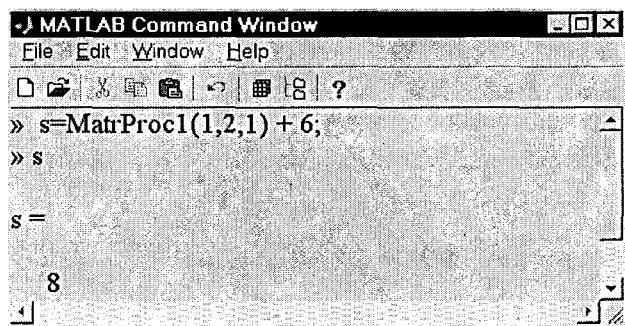 MATLAB Command Window
File Edit Window Help
?
» s=MatrProc1(1,2,1) + 6;
» s
s =
8